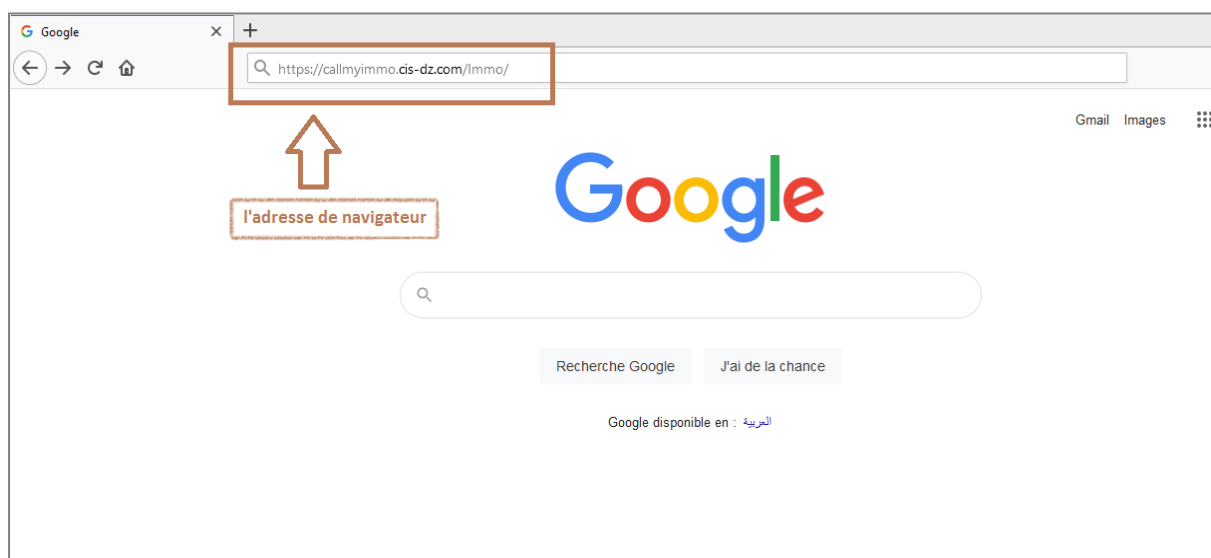 Google
https://callmyimmo.cis-dz.com/Immo/
Gmail Images
l'adresse de navigateur
Google
Recherche Google J'ai de la chance
Google disponible en : العربية